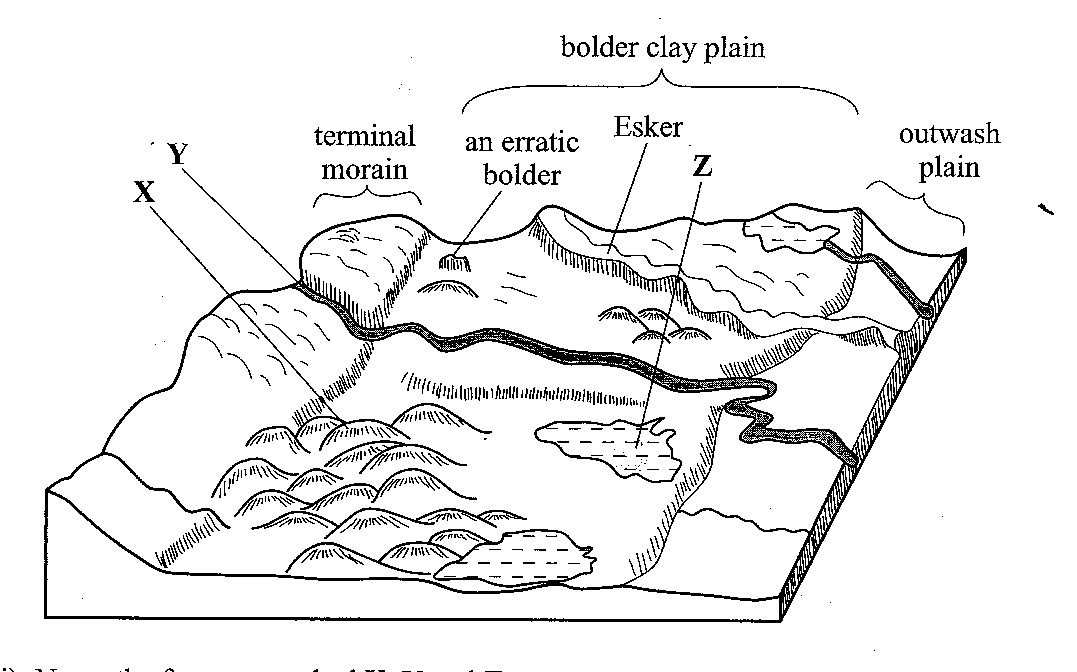 bolder clay plain
Esker
outwash
plain
terminal
morain
an erratic
bolder
Y
X
Z